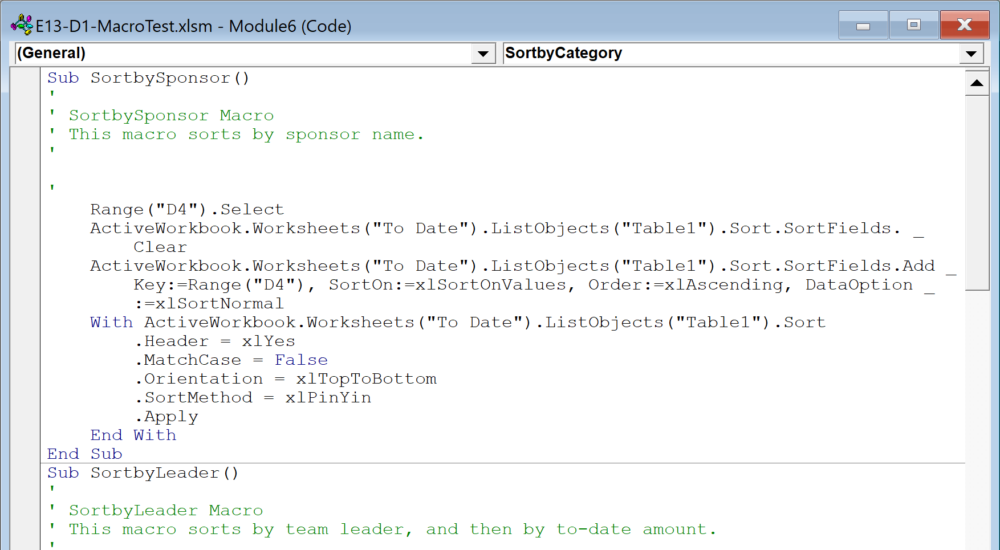 E13-D1-MacroTest.xlsm - Module6 (Code)
(General) SortbyCategory
Sub SortbySponsor()
'
' SortbySponsor Macro
' This macro sorts by sponsor name.
'
'
Range("D4").Select
ActiveWorkbook.Worksheets("To Date").ListObjects("Table1").Sort.SortFields. _
Clear
ActiveWorkbook.Worksheets("To Date").ListObjects("Table1").Sort.SortFields.Add _
Key:=Range("D4"), SortOn:=xlSortOnValues, Order:=xlAscending, DataOption _
:=xlSortNormal
With ActiveWorkbook.Worksheets("To Date").ListObjects("Table1").Sort
.Header = xlYes
.MatchCase = False
.Orientation = xlTopToBottom
.SortMethod = xlPinYin
.Apply
End With
End Sub
Sub SortbyLeader()
'
' SortbyLeader Macro
' This macro sorts by team leader, and then by to-date amount.
'